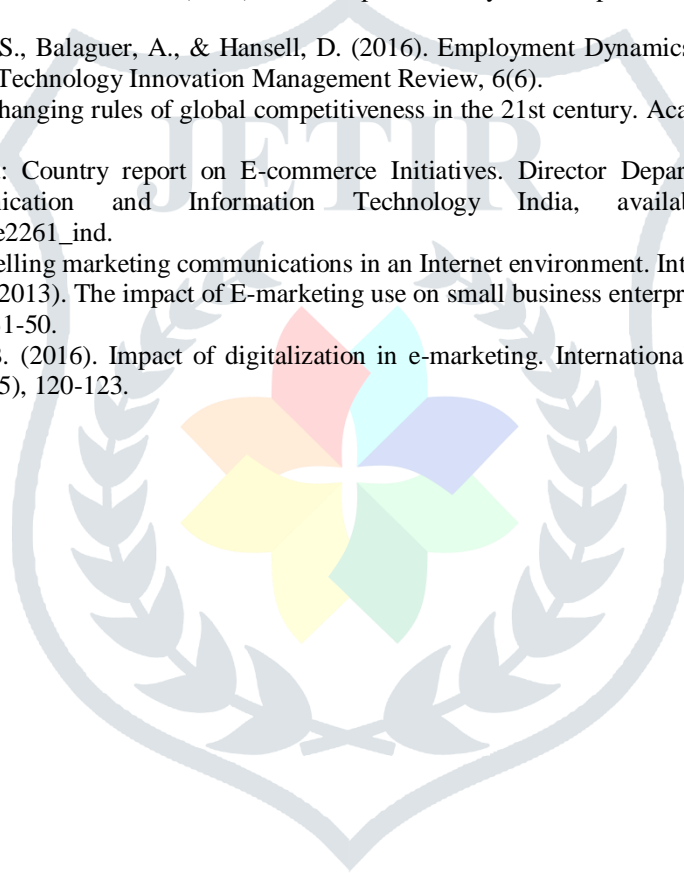 S., Balaguer, A., & Hansell, D. (2016). Employment Dynamics
Technology Innovation Management Review, 6(6).
hanging rules of global competitiveness in the 21st century. Aca
: Country report on E-commerce Initiatives. Director Depar
ication and Information Technology India, availab
e2261_ind.
elling marketing communications in an Internet environment. Int
2013). The impact of E-marketing use on small business enterpr
1-50.
S. (2016). Impact of digitalization in e-marketing. International
5), 120-123.
JETIR